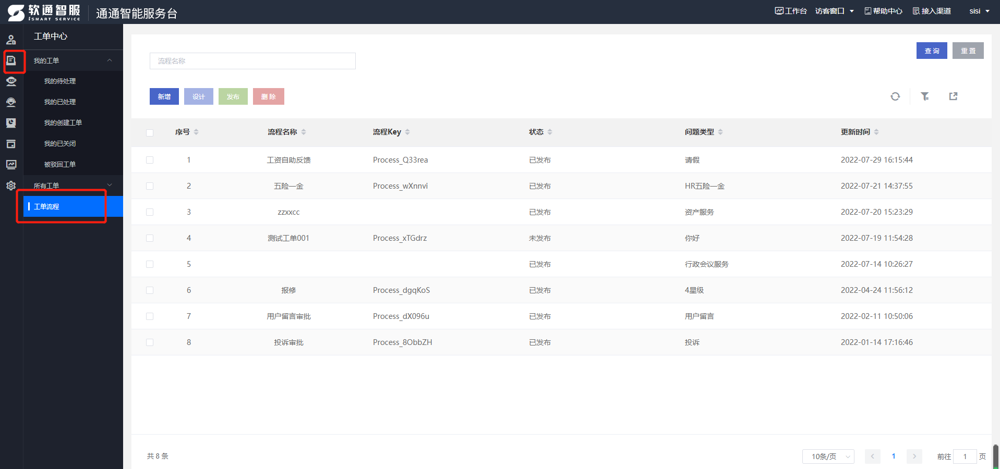 软通智服
iSMART SERVICE
通通智能服务台
工作台 访客窗口 帮助中心 接入渠道 sisi
工单中心
我的工单
我的待处理
我的已处理
我的创建工单
我的已关闭
被驳回工单
所有工单
工单流程
流程名称
查询 重置
新增 设计 发布 删除
序号 流程名称 流程Key 状态 问题类型 更新时间
1 工资自助反馈 Process_Q33rea 已发布 请假 2022-07-29 16:15:44
2 五险一金 Process_wXnnvi 已发布 HR五险一金 2022-07-21 14:37:55
3 zzxxcc 已发布 资产服务 2022-07-20 15:23:29
4 测试工单001 Process_xTGdrz 未发布 你好 2022-07-19 11:54:28
5 已发布 行政会议服务 2022-07-14 10:26:27
6 报修 Process_dgqKoS 已发布 4星级 2022-04-24 11:56:12
7 用户留言审批 Process_dX096u 已发布 用户留言 2022-02-11 10:50:06
8 投诉审批 Process_8ObbZH 已发布 投诉 2022-01-14 17:16:46
共 8 条
10条/页 1 前往 1 页